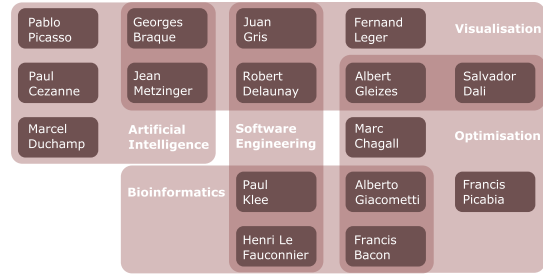 Pablo
Picasso
Georges
Braque
Juan
Gris
Fernand
Leger
Visualisation
Paul
Cezanne
Jean
Metzinger
Robert
Delaunay
Albert
Gleizes
Salvador
Dali
Marcel
Duchamp
Artificial
Intelligence
Software
Engineering
Marc
Chagall
Optimisation
Bioinformatics
Paul
Klee
Alberto
Giacometti
Francis
Picabia
Henri Le
Fauconnier
Francis
Bacon